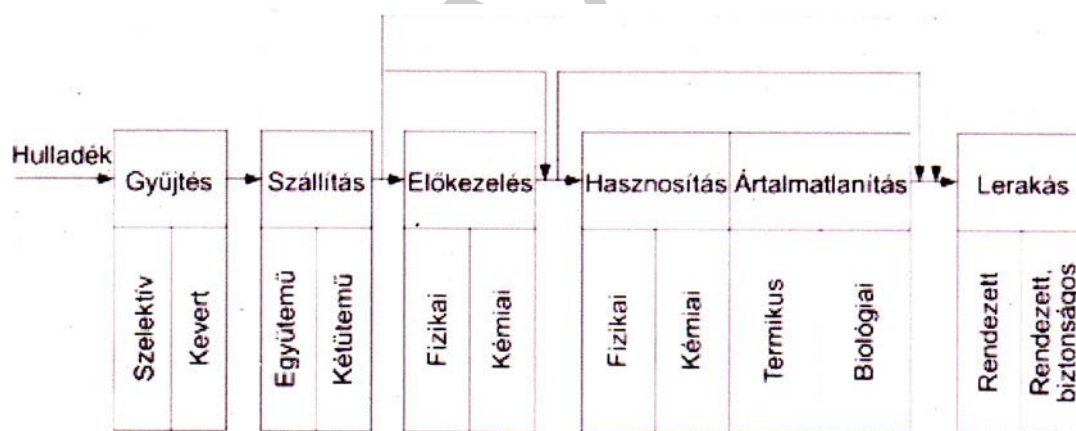 Hulladék
Gyűjtés
Szállítás
Előkezelés
Hasznosítás
Ártalmatlanítás
Lerakás
Szelektív
Kevert
Együtemű
Kétütemű
Fizikai
Kémiai
Fizikai
Kémiai
Termikus
Biológiai
Rendezett
Rendezett,
biztonságos